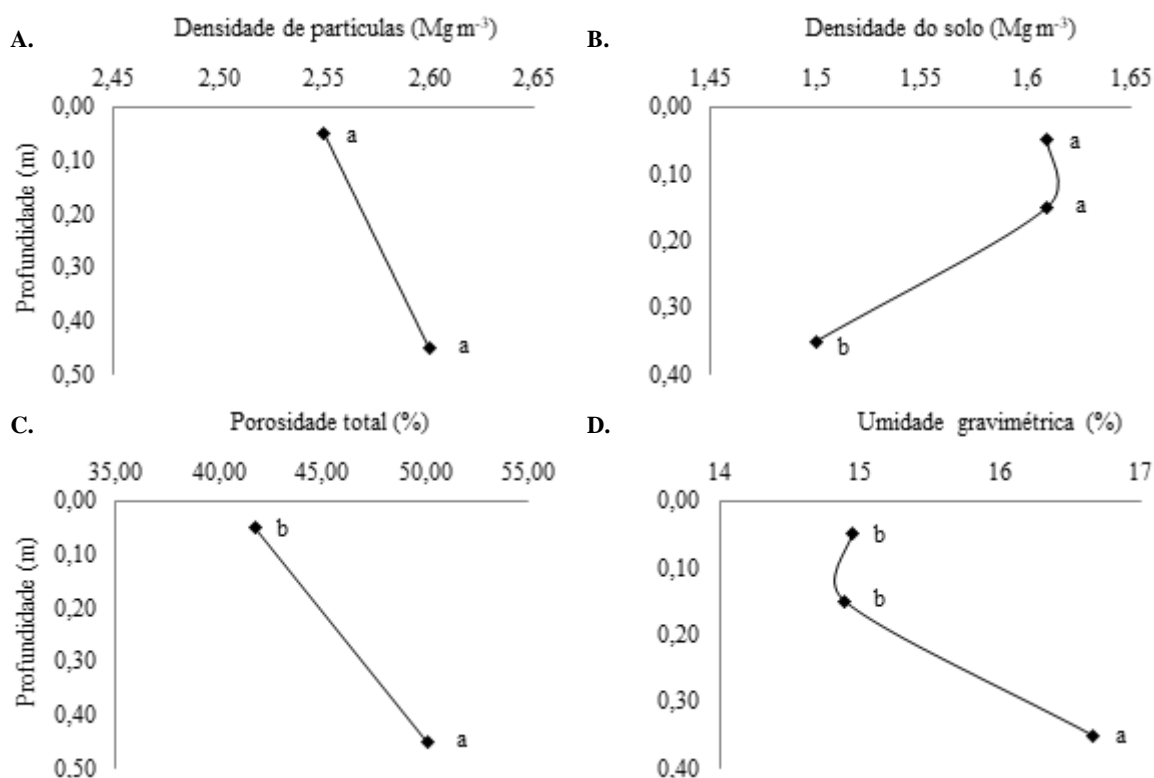 A.
Densidade de partículas (Mg m-3)
2,45 2,50 2,55 2,60 2,65
Profundidade (m)
0,00
0,10
0,20
0,30
0,40
0,50
a
a
B.
Densidade do solo (Mg m-3)
1,45 1,5 1,55 1,6 1,65
0,00
0,10
0,20
0,30
0,40
a
a
b
C.
Porosidade total (%)
35,00 40,00 45,00 50,00 55,00
Profundidade (m)
0,00
0,10
0,20
0,30
0,40
0,50
b
a
D.
Umidade gravimétrica (%)
14 15 16 17
0,00
0,10
0,20
0,30
0,40
b
b
a